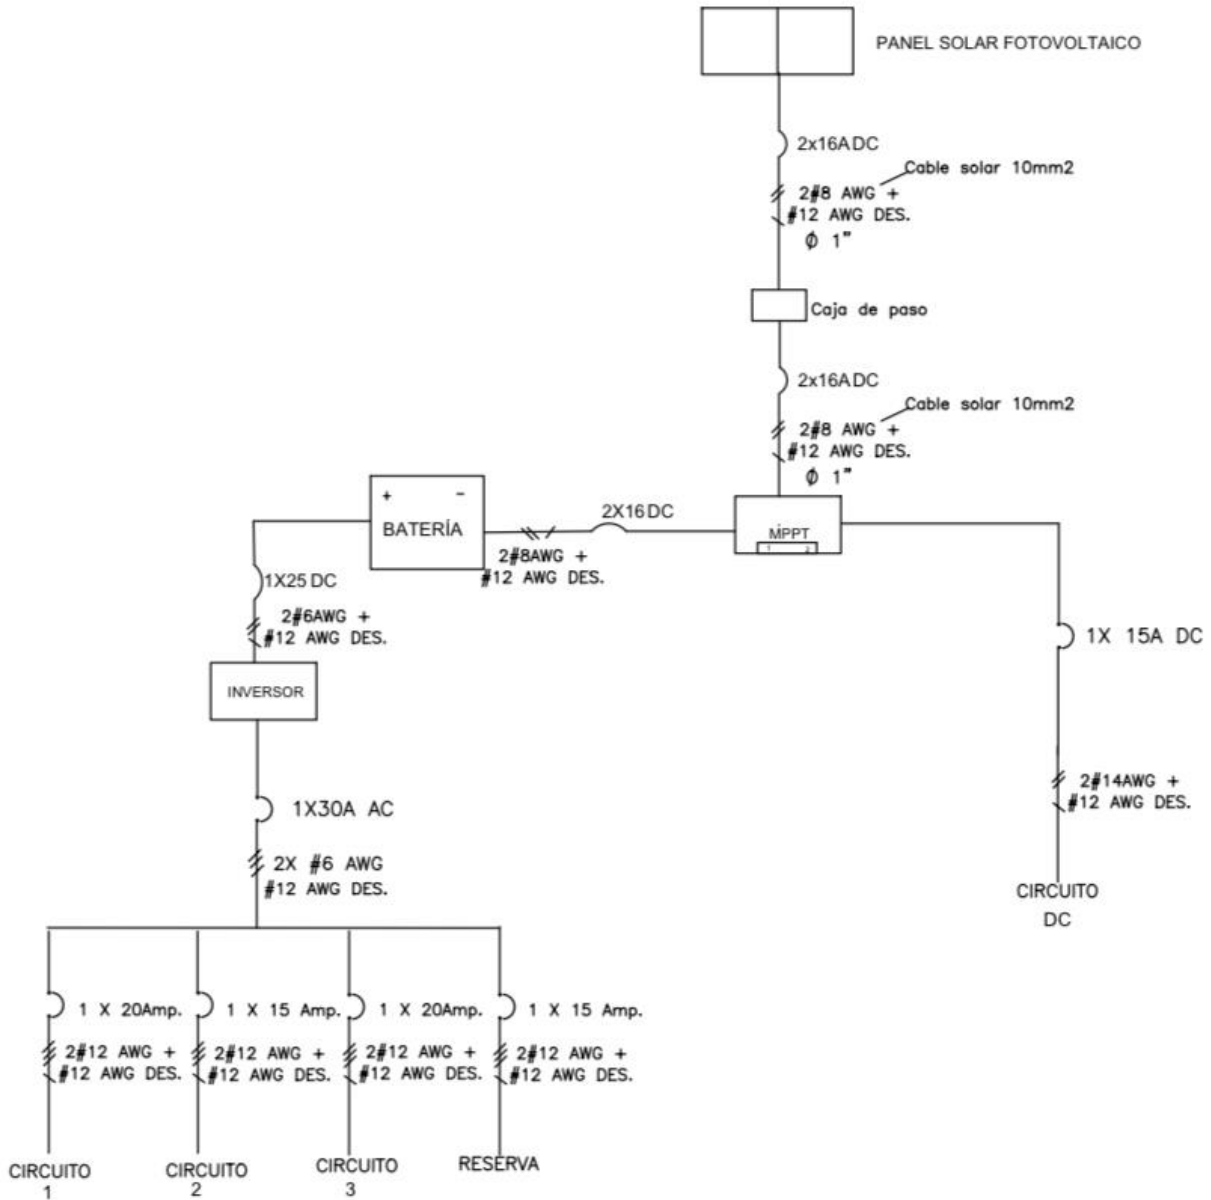 PANEL SOLAR FOTOVOLTAICO
2x16A DC
Cable solar 10mm2
2#8 AWG +
#12 AWG DES.
Ø 1"
Caja de paso
2x16A DC
Cable solar 10mm2
2#8 AWG +
#12 AWG DES.
Ø 1"
+ -
BATERÍA
2X16 DC
2#8AWG +
#12 AWG DES.
MPPT
1 2
1X25 DC
2#6AWG +
#12 AWG DES.
INVERSOR
1X 15A DC
2#14AWG +
#12 AWG DES.
CIRCUITO
DC
1X30A AC
2X #6 AWG
#12 AWG DES.
1 X 20Amp.
2#12 AWG +
#12 AWG DES.
CIRCUITO
1
1 X 15 Amp.
2#12 AWG +
#12 AWG DES.
CIRCUITO
2
1 X 20Amp.
2#12 AWG +
#12 AWG DES.
CIRCUITO
3
1 X 15 Amp.
2#12 AWG +
#12 AWG DES.
RESERVA